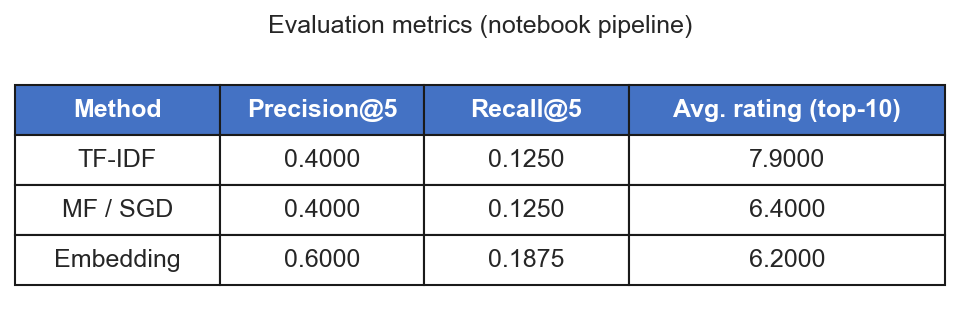 Evaluation metrics (notebook pipeline)
Method Precision@5 Recall@5 Avg. rating (top-10)
TF-IDF 0.4000 0.1250 7.9000
MF / SGD 0.4000 0.1250 6.4000
Embedding 0.6000 0.1875 6.2000